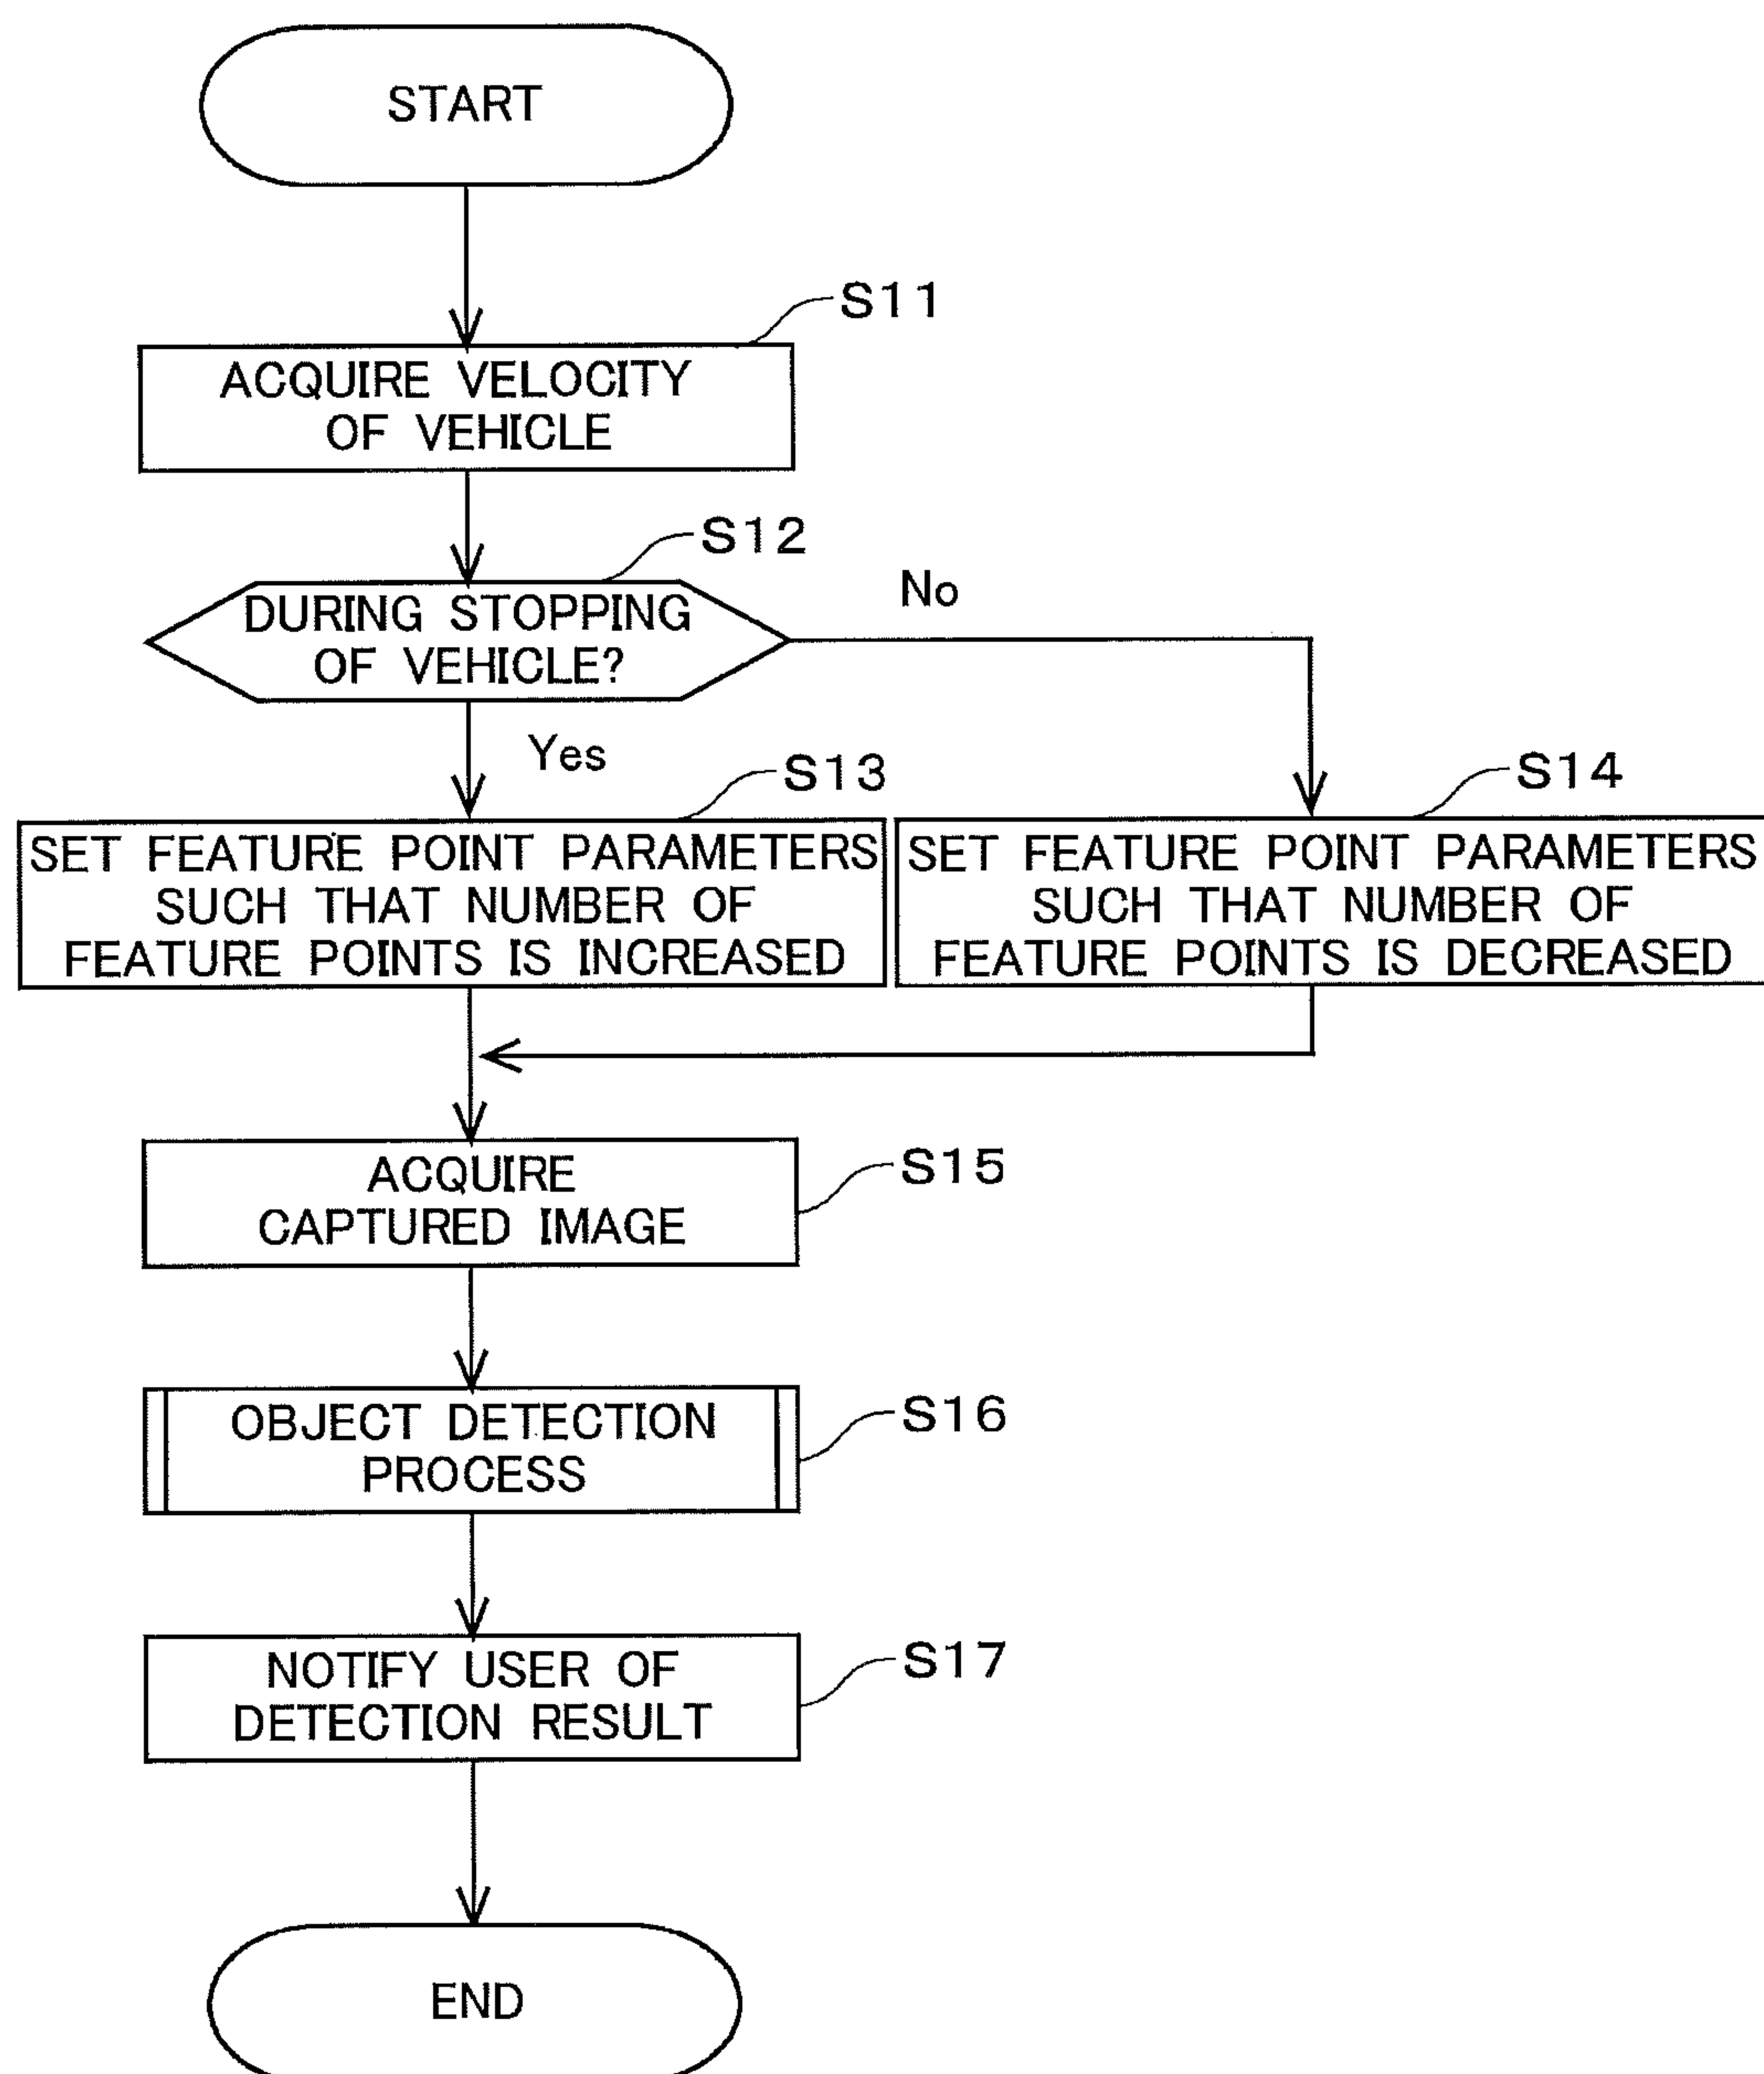 START
S11
ACQUIRE VELOCITY
OF VEHICLE
S12
DURING STOPPING
OF VEHICLE?
No
Yes
S13
SET FEATURE POINT PARAMETERS
SUCH THAT NUMBER OF
FEATURE POINTS IS INCREASED
S14
SET FEATURE POINT PARAMETERS
SUCH THAT NUMBER OF
FEATURE POINTS IS DECREASED
ACQUIRE
CAPTURED IMAGE
S15
OBJECT DETECTION
PROCESS
S16
NOTIFY USER OF
DETECTION RESULT
S17
END